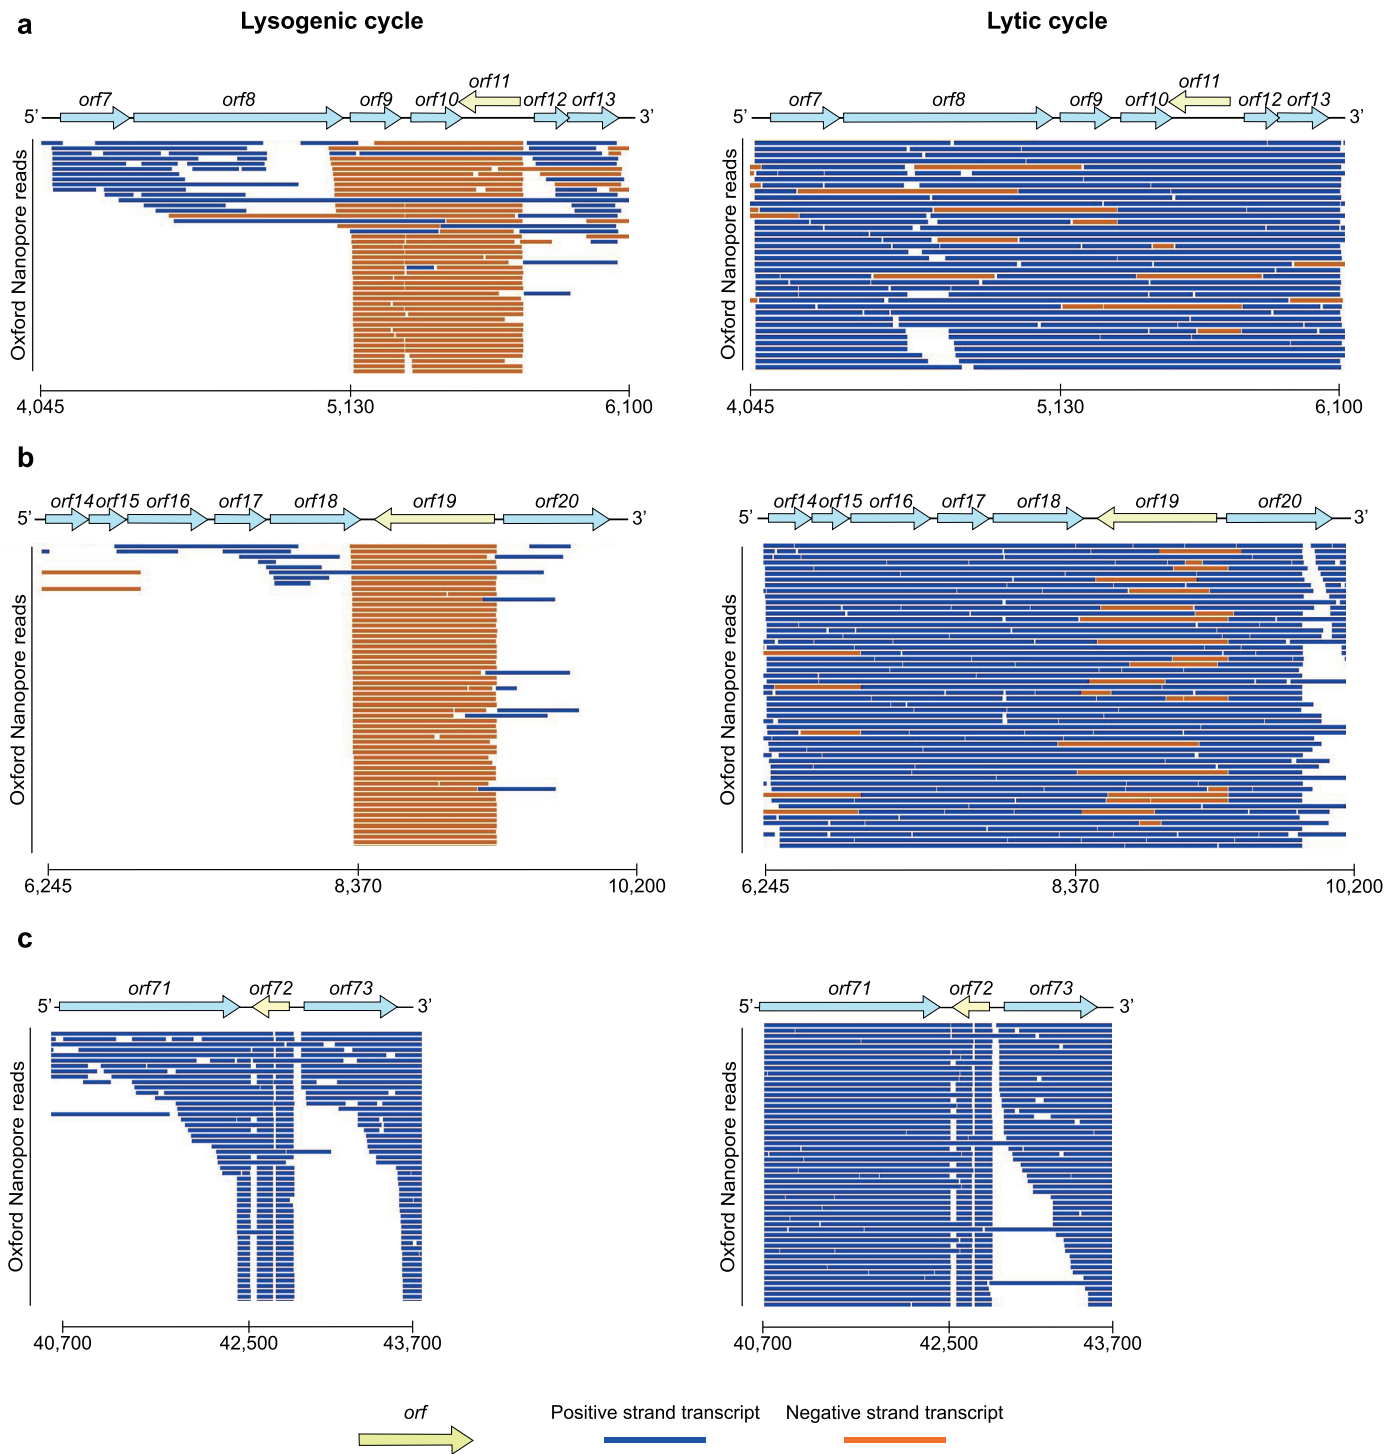 a
Lysogenic cycle
Lytic cycle
orf11
orf7 orf8 orf9 orf10 orf12 orf13
5’ 3’
Oxford Nanopore reads
4,045 5,130 6,100
orf11
orf7 orf8 orf9 orf10 orf12 orf13
5’ 3’
Oxford Nanopore reads
4,045 5,130 6,100
b
orf14 orf15 orf16 orf17 orf18 orf19 orf20
5’ 3’
Oxford Nanopore reads
6,245 8,370 10,200
orf14 orf15 orf16 orf17 orf18 orf19 orf20
5’ 3’
Oxford Nanopore reads
6,245 8,370 10,200
c
orf71 orf72 orf73
5’ 3’
Oxford Nanopore reads
40,700 42,500 43,700
orf71 orf72 orf73
5’ 3’
Oxford Nanopore reads
40,700 42,500 43,700
orf
Positive strand transcript
Negative strand transcript